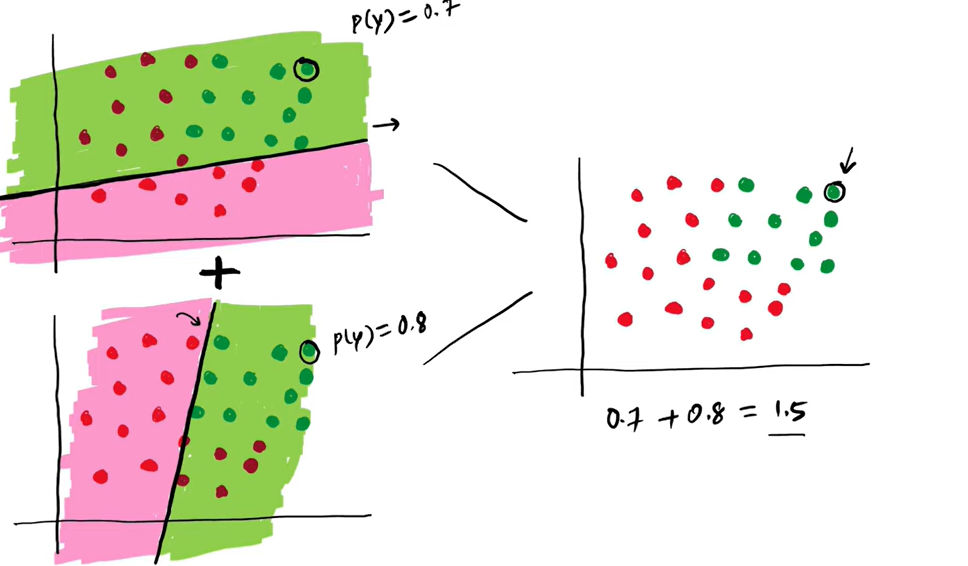 P(y) = 0.7
+
P(y) = 0.8
0.7 + 0.8 = 1.5